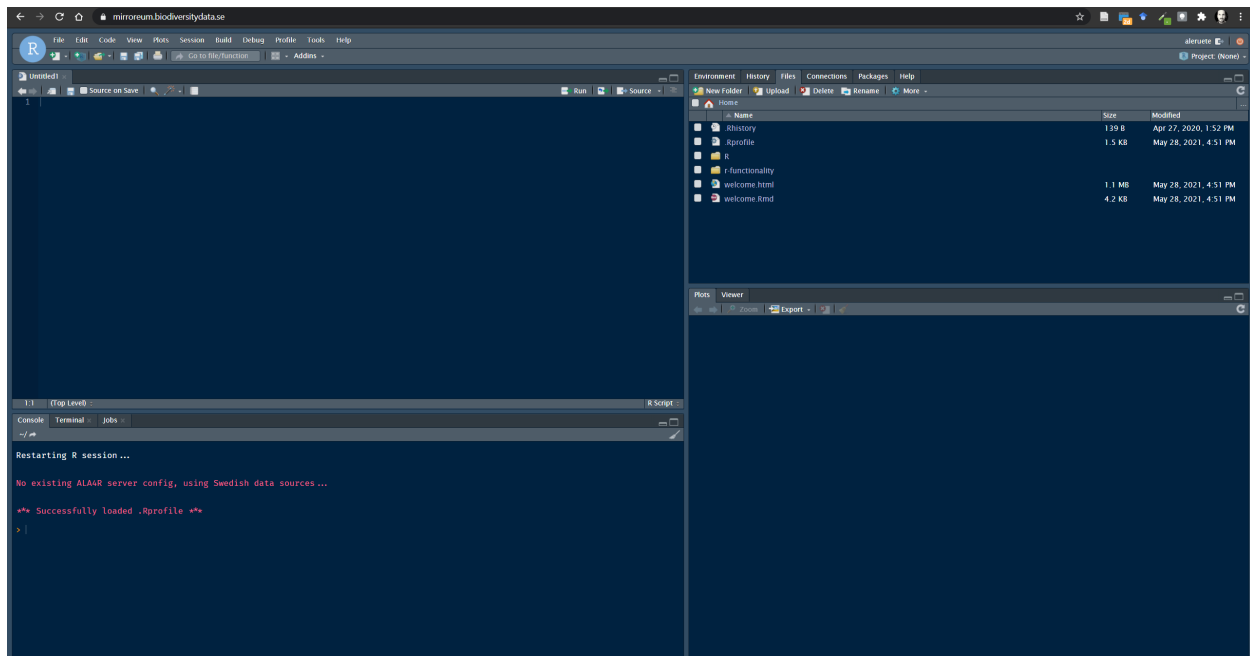 mirroreum.biodiversitydata.se
R File Edit Code View Plots Session Build Debug Profile Tools Help aleruete
Go to file/function Addins Project: (None)
Untitled1
Source on Save Run Source
1
1:1 (Top Level) R Script
Console Terminal Jobs
~/
Restarting R session...
No existing ALA4R server config, using Swedish data sources...
*** Successfully loaded .Rprofile ***
>
Environment History Files Connections Packages Help
New Folder Upload Delete Rename More
Home ...
Name Size Modified
.Rhistory 139 B Apr 27, 2020, 1:52 PM
.Rprofile 1.5 KB May 28, 2021, 4:51 PM
R
r-functionality
welcome.html 1.1 MB May 28, 2021, 4:51 PM
welcome.Rmd 4.2 KB May 28, 2021, 4:51 PM
Plots Viewer
Zoom Export